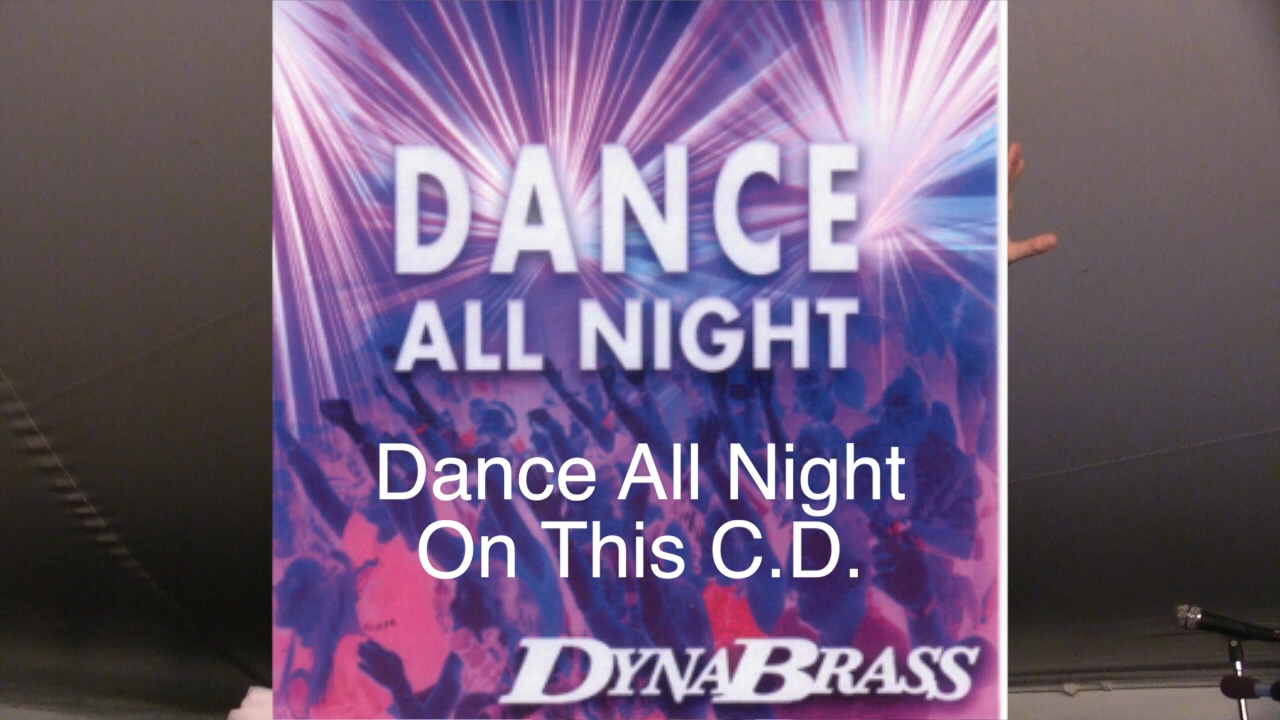 DANCE
ALL NIGHT
Dance All Night
On This C.D.
DYNABRASS